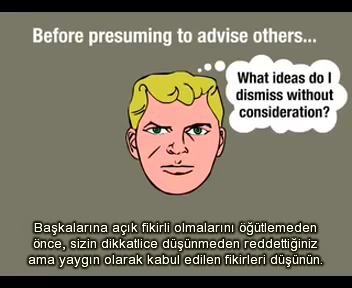 Before presuming to advise others...
What ideas do I
dismiss without
consideration?
Başkalarına açık fikirli olmalarını öğütlemeden
önce, sizin dikkatlice düşünmeden reddettiğiniz
ama yaygın olarak kabul edilen fikirleri düşünün.